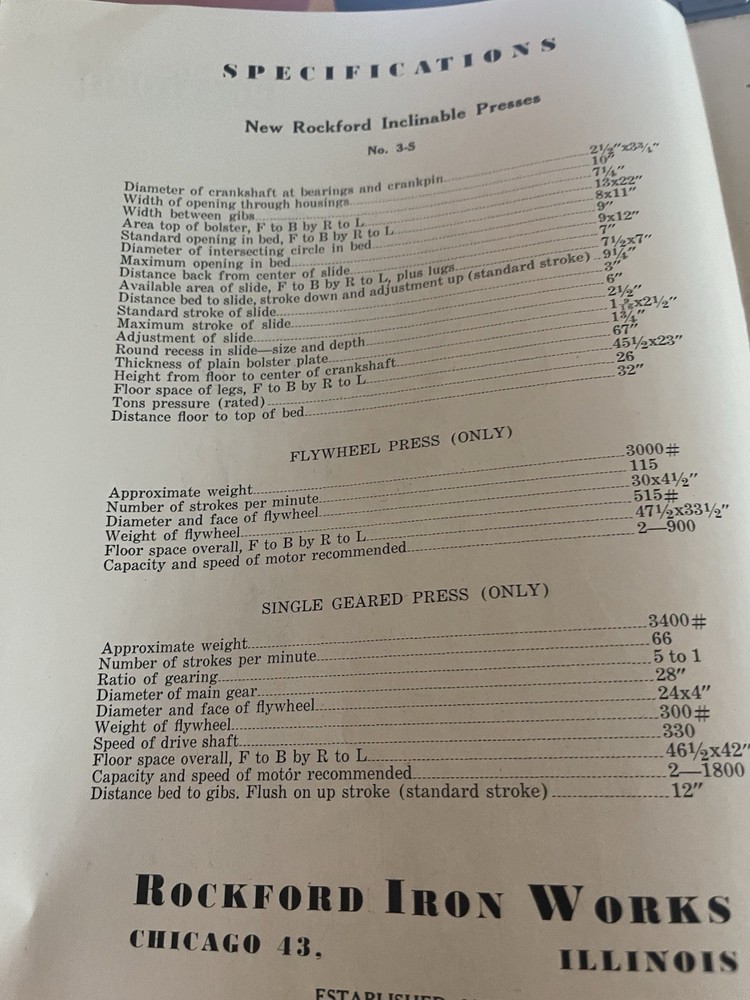 SPECIFICATIONS
New Rockford Inclinable Presses
No. 3-S
Diameter of crankshaft at bearings and crankpin 2½"x3¾"
Width of opening through housings 10"
Width between gibs 7¼"
Area top of bolster, F to B by R to L 13x22"
Standard opening in bed, F to B by R to L 8x11"
Diameter of intersecting circle in bed 9"
Maximum opening in bed 9x12"
Distance back from center of slide 7"
Available area of slide, F to B by R to L, plus lugs 7½x7"
Distance bed to slide, stroke down and adjustment up (standard stroke) 9¼"
Standard stroke of slide 3"
Maximum stroke of slide 6"
Adjustment of slide 2½"
Round recess in slide—size and depth x2½"
Thickness of plain bolster plate 1¾"
Height from floor to center of crankshaft 67"
Floor space of legs, F to B by R to L 45½x23"
Tons pressure (rated) 26
Distance floor to top of bed 32"
FLYWHEEL PRESS (ONLY)
Approximate weight 3000#
Number of strokes per minute 115
Diameter and face of flywheel 30x4½"
Weight of flywheel 515#
Floor space overall, F to B by R to L 47½x33½"
Capacity and speed of motor recommended 2—900
SINGLE GEARED PRESS (ONLY)
Approximate weight 3400#
Number of strokes per minute 66
Ratio of gearing 5 to 1
Diameter of main gear 28"
Diameter and face of flywheel 24x4"
Weight of flywheel 300#
Speed of drive shaft 330
Floor space overall, F to B by R to L 46½x42"
Capacity and speed of motor recommended 2—1800
Distance bed to gibs. Flush on up stroke (standard stroke) 12"
ROCKFORD IRON WORKS
CHICAGO 43, ILLINOIS
ESTABLISHED